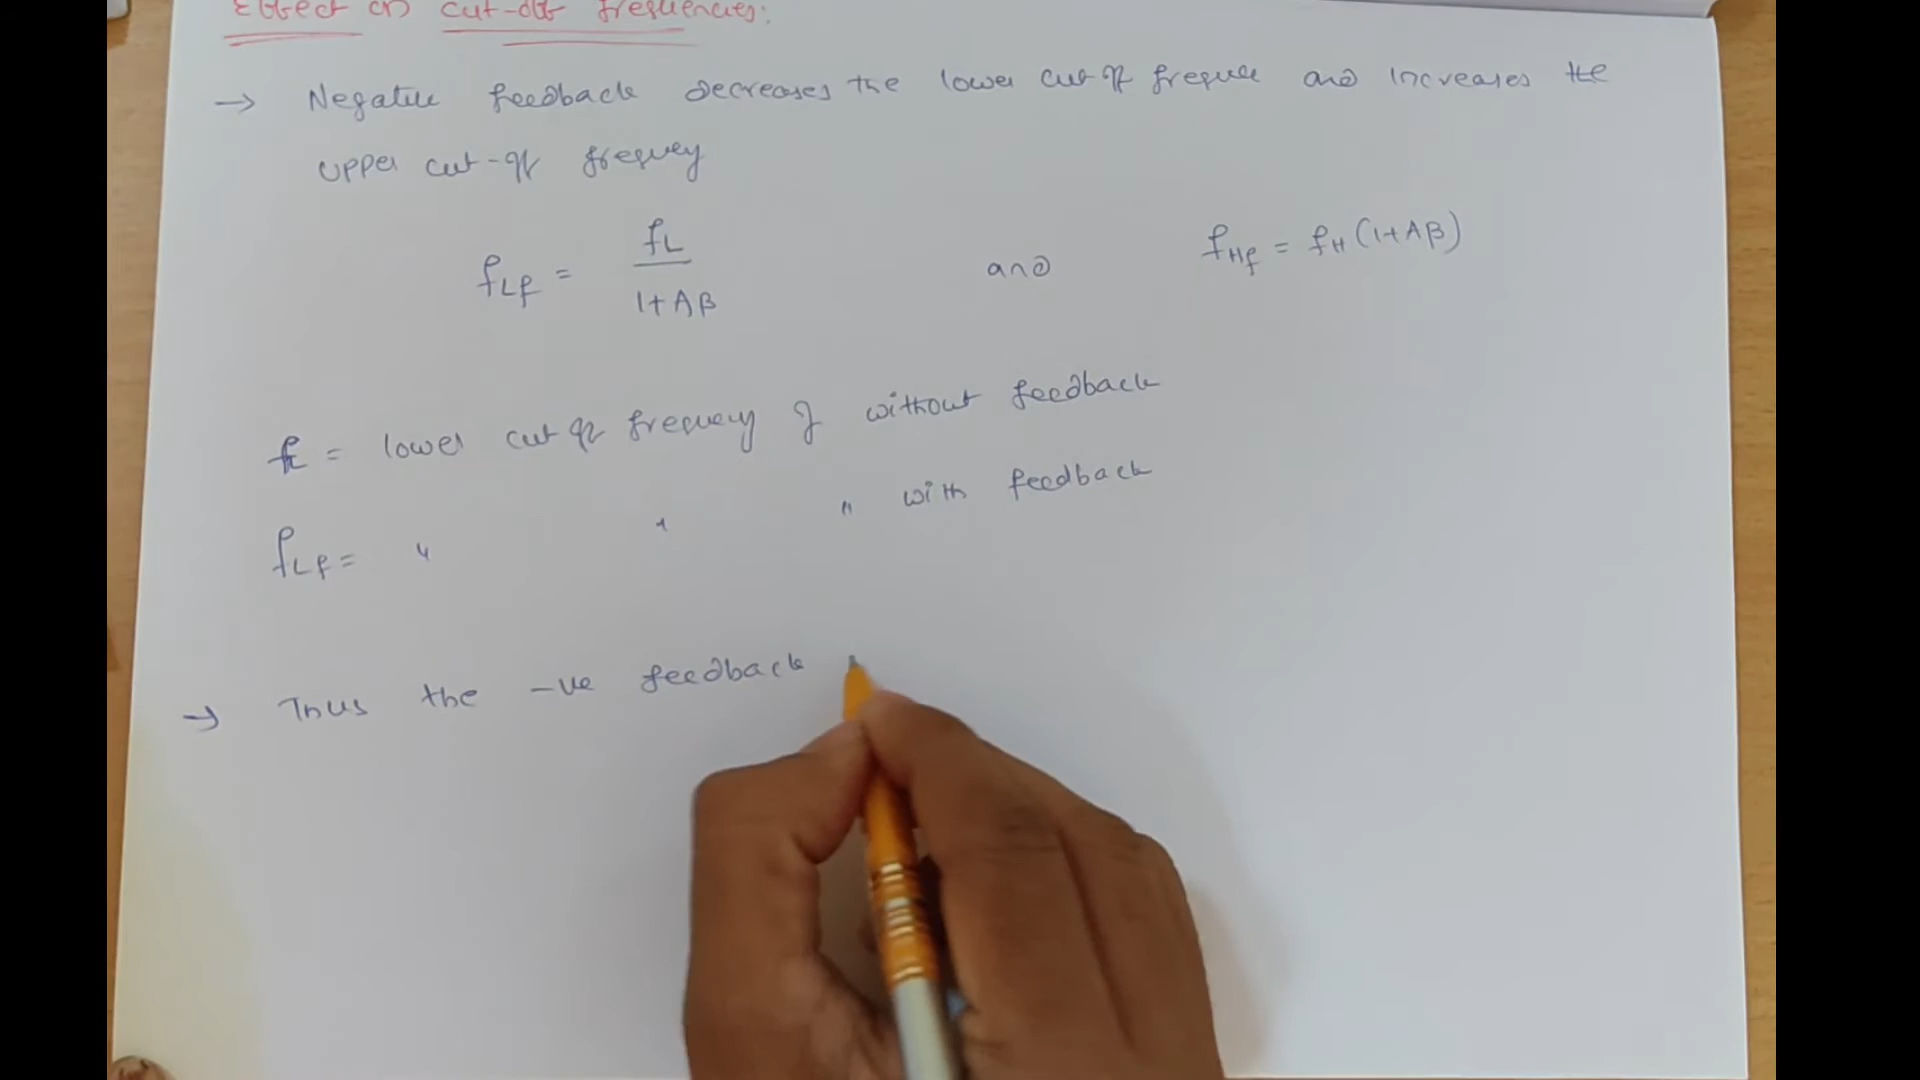 Effect on cut-off frequencies:
→ Negative feedback decreases the lower cut off frequence and increases the
upper cut-off frequency
fLf = fL / 1+Aβ and fHf = fH (1+Aβ)
fL = lower cut off frequency of without feedback
fLf = " " " with feedback
→ Thus the -ve feedback